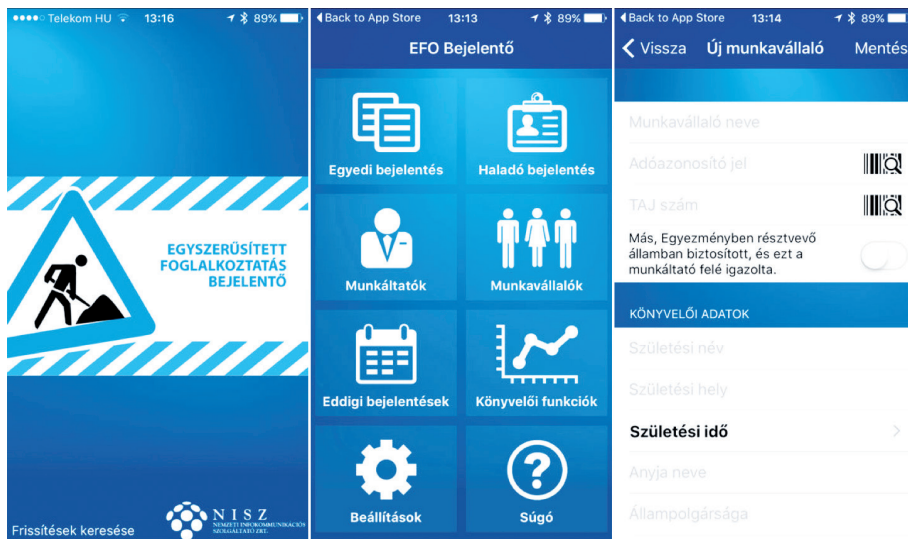 Telekom HU 13:16 89%
EGYSZERŰSÍTETT
FOGLALKOZTATÁS
BEJELENTŐ
Frissítések keresése
NISZ
NEMZETI INFOKOMMUNIKÁCIÓS
SZOLGÁLTATÓ ZRT.
Back to App Store 13:13 89%
EFO Bejelentő
Egyedi bejelentés
Haladó bejelentés
Munkáltatók
Munkavállalók
Eddigi bejelentések
Könyvelői funkciók
Beállítások
Súgó
Back to App Store 13:14 89%
Vissza Új munkavállaló Mentés
Munkavállaló neve
Adóazonosító jel
TAJ szám
Más, Egyezményben résztvevő
államban biztosított, és ezt a
munkáltató felé igazolta.
KÖNYVELŐI ADATOK
Születési név
Születési hely
Születési idő
Anyja neve
Állampolgársága